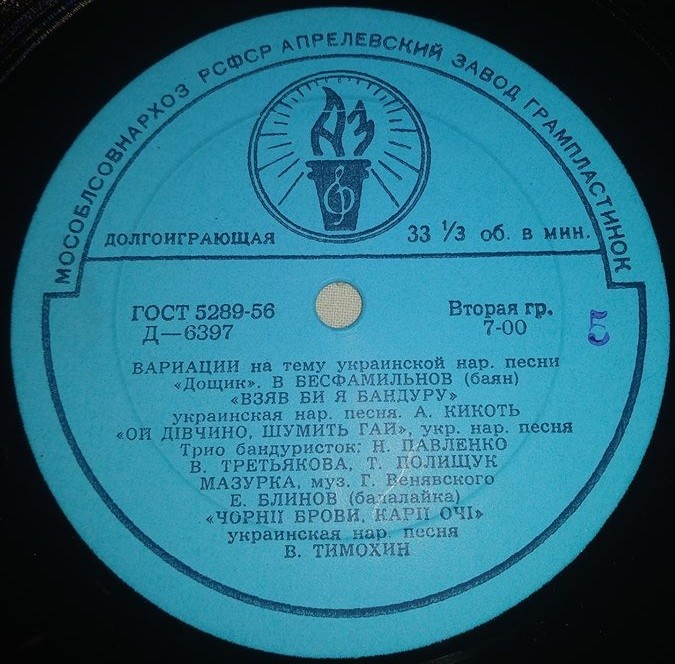 МОСОБЛСОВНАРХОЗ РСФСР АПРЕЛЕВСКИЙ ЗАВОД ГРАМПЛАСТИНОК
АЗ
ДОЛГОИГРАЮЩАЯ 33 1/3 об. в мин.
ГОСТ 5289-56 Вторая гр.
Д—6397 7-00
5
ВАРИАЦИИ на тему украинской нар. песни
«Дощик». В БЕСФАМИЛЬНОВ (баян)
«ВЗЯВ БИ Я БАНДУРУ»
украинская нар. песня. А. КИКОТЬ
«ОЙ ДІВЧИНО, ШУМИТЬ ГАЙ», укр. нар. песня
Трио бандуристок: Н. ПАВЛЕНКО
В. ТРЕТЬЯКОВА, Т. ПОЛИЩУК
МАЗУРКА, муз. Г. Венявского
Е. БЛИНОВ (балалайка)
«ЧОРНІІ БРОВИ, КАРІІ ОЧІ»
украинская нар. песня
В. ТИМОХИН